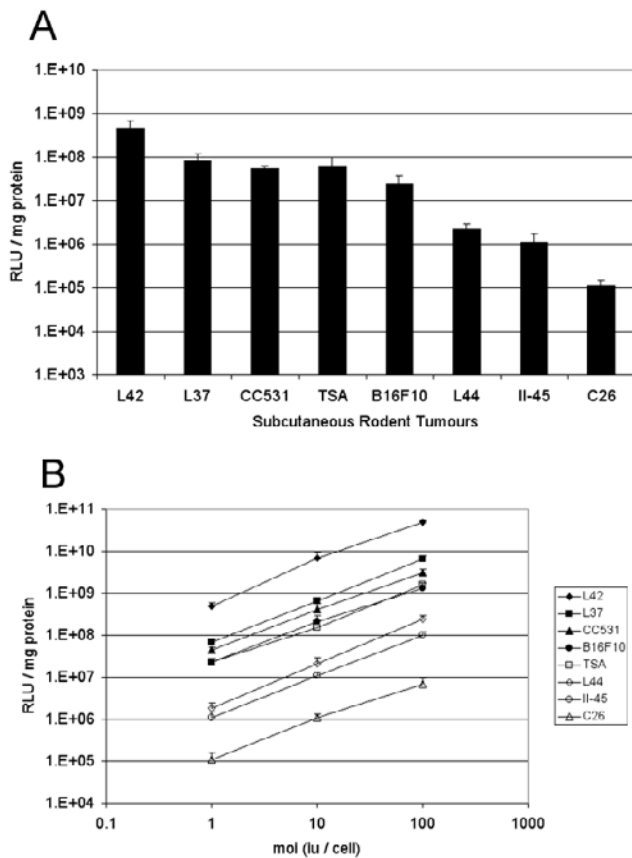 A
1.E+10
1.E+09
1.E+08
1.E+07
1.E+06
1.E+05
1.E+04
1.E+03
RLU / mg protein
L42 L37 CC531 TSA B16F10 L44 II-45 C26
Subcutaneous Rodent Tumours
B
1.E+11
1.E+10
1.E+09
1.E+08
1.E+07
1.E+06
1.E+05
1.E+04
RLU / mg protein
0.1 1 10 100 1000
moI (iu / cell)
L42
L37
CC531
B16F10
TSA
L44
II-45
C26